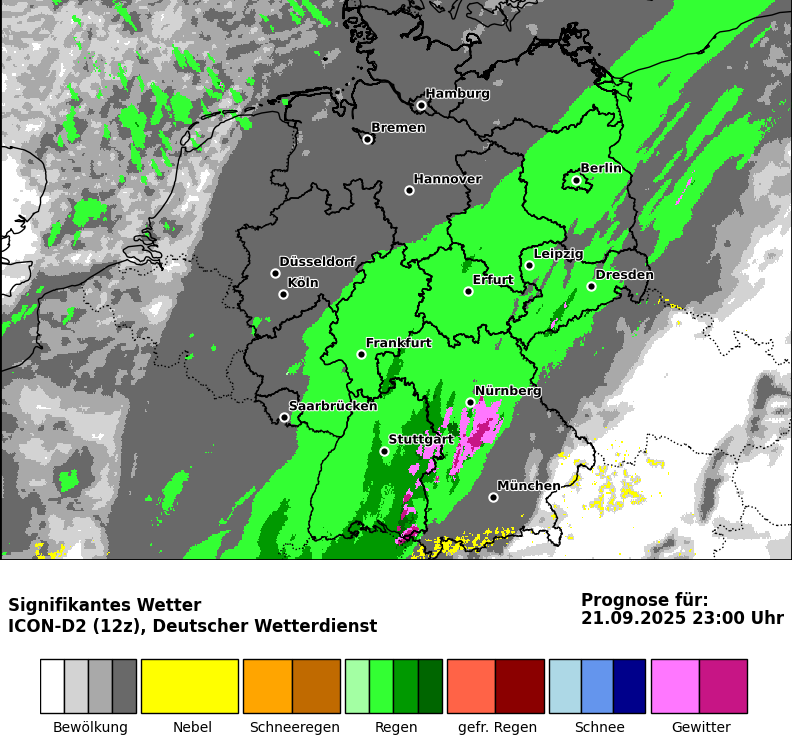 Hamburg
Bremen
Berlin
Hannover
Leipzig
Düsseldorf
Dresden
Köln
Erfurt
Frankfurt
Nürnberg
Saarbrücken
Stuttgart
München
Signifikantes Wetter
ICON-D2 (12z), Deutscher Wetterdienst
Prognose für:
21.09.2025 23:00 Uhr
Bewölkung Nebel Schneeregen Regen gefr. Regen Schnee Gewitter